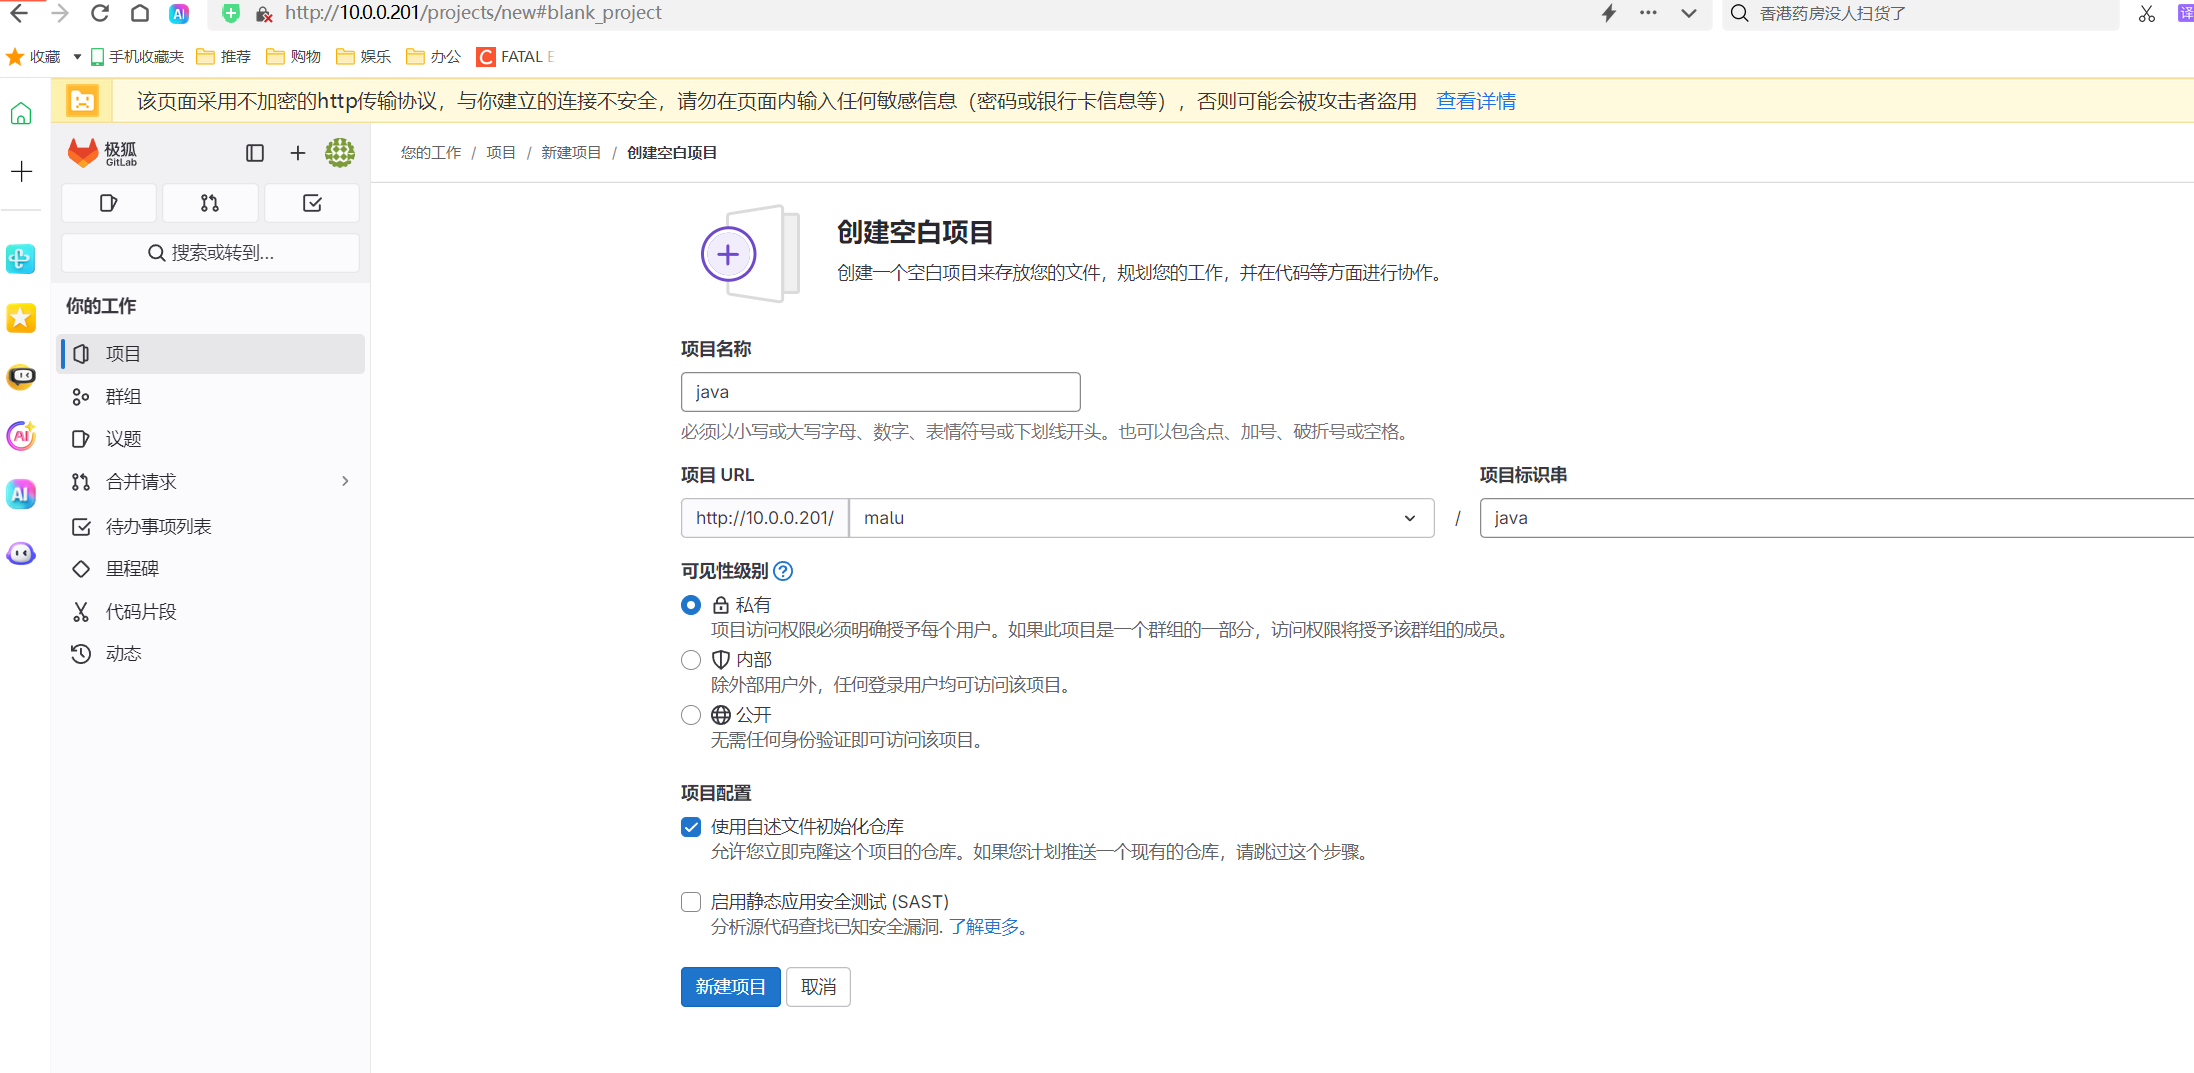 http://10.0.0.201/projects/new#blank_project
香港药房没人扫货了
译
收藏 手机收藏夹 推荐 购物 娱乐 办公 C FATAL E
该页面采用不加密的http传输协议，与你建立的连接不安全，请勿在页面内输入任何敏感信息（密码或银行卡信息等），否则可能会被攻击者盗用 查看详情
极狐
GitLab
您的工作 / 项目 / 新建项目 / 创建空白项目
搜索或转到...
你的工作
项目
群组
议题
合并请求
待办事项列表
里程碑
代码片段
动态
AI
AI
AI
创建空白项目
创建一个空白项目来存放您的文件，规划您的工作，并在代码等方面进行协作。
项目名称
java
必须以小写或大写字母、数字、表情符号或下划线开头。也可以包含点、加号、破折号或空格。
项目 URL
项目标识串
http://10.0.0.201/ malu / java
可见性级别 ?
私有
项目访问权限必须明确授予每个用户。如果此项目是一个群组的一部分，访问权限将授予该群组的成员。
内部
除外部用户外，任何登录用户均可访问该项目。
公开
无需任何身份验证即可访问该项目。
项目配置
使用自述文件初始化仓库
允许您立即克隆这个项目的仓库。如果您计划推送一个现有的仓库，请跳过这个步骤。
启用静态应用安全测试 (SAST)
分析源代码查找已知安全漏洞. 了解更多。
新建项目 取消